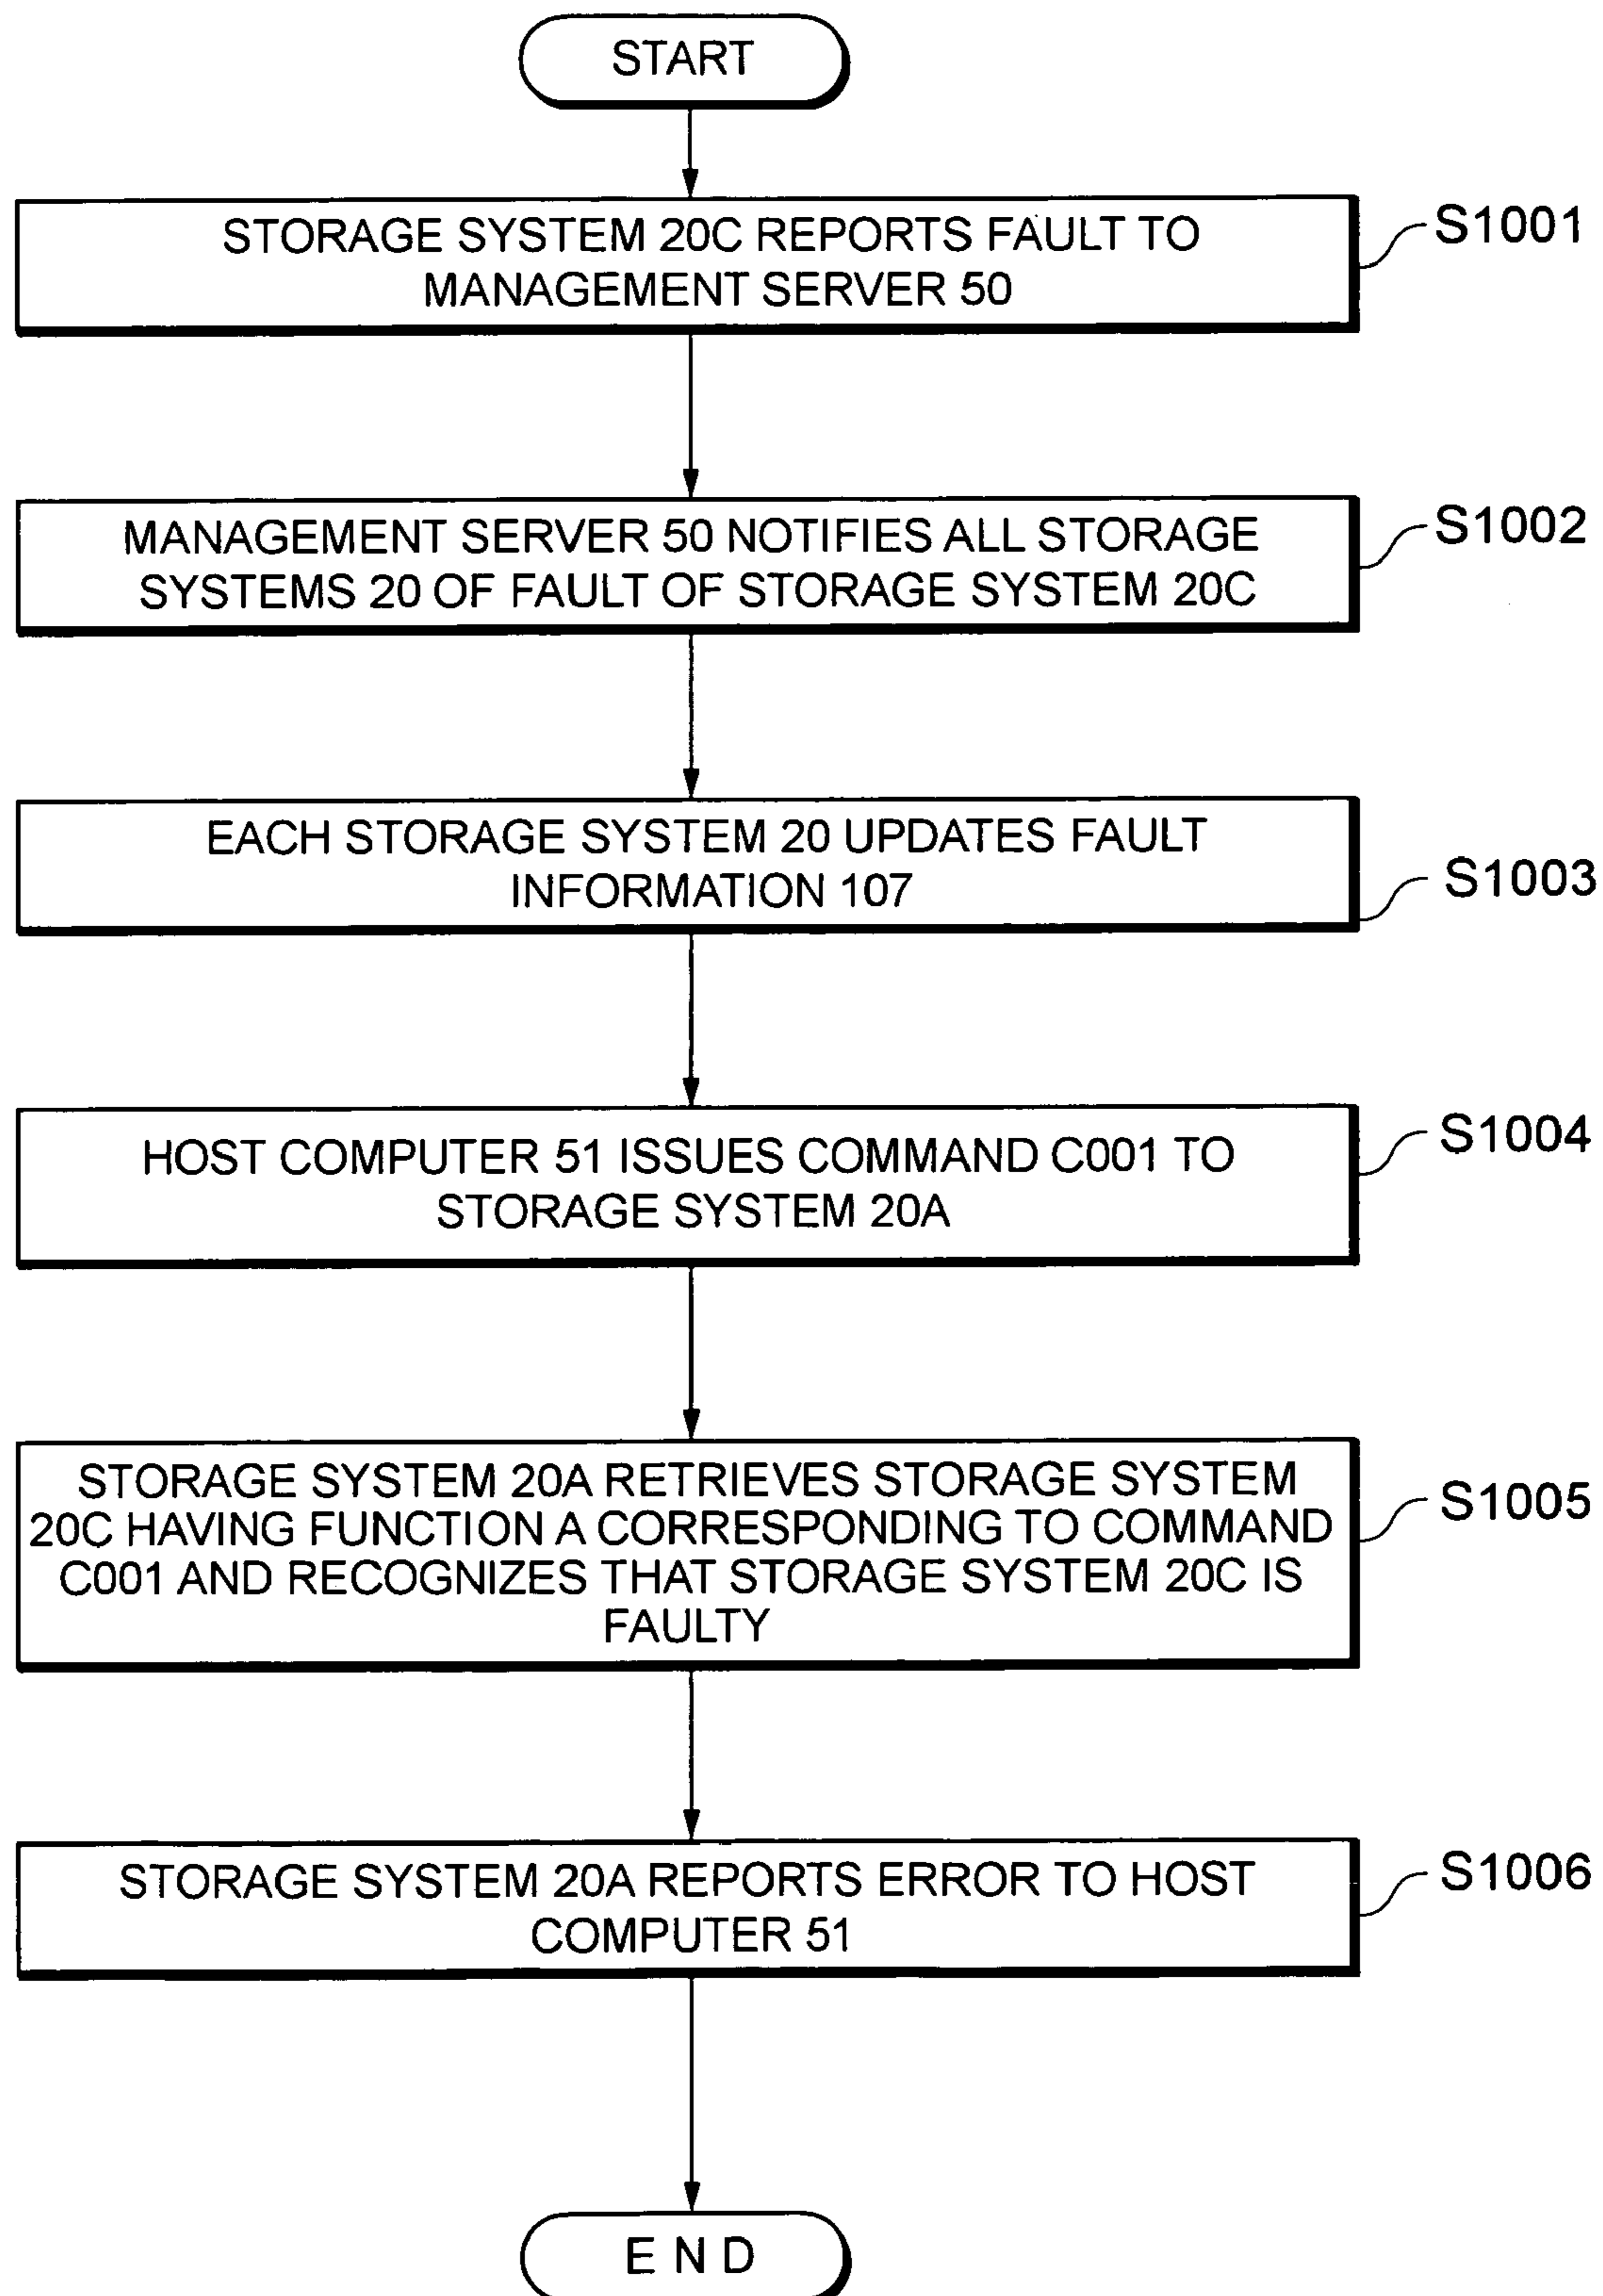 START
STORAGE SYSTEM 20C REPORTS FAULT TO
MANAGEMENT SERVER 50
S1001
MANAGEMENT SERVER 50 NOTIFIES ALL STORAGE
SYSTEMS 20 OF FAULT OF STORAGE SYSTEM 20C
S1002
EACH STORAGE SYSTEM 20 UPDATES FAULT
INFORMATION 107
S1003
HOST COMPUTER 51 ISSUES COMMAND C001 TO
STORAGE SYSTEM 20A
S1004
STORAGE SYSTEM 20A RETRIEVES STORAGE SYSTEM
20C HAVING FUNCTION A CORRESPONDING TO COMMAND
C001 AND RECOGNIZES THAT STORAGE SYSTEM 20C IS
FAULTY
S1005
STORAGE SYSTEM 20A REPORTS ERROR TO HOST
COMPUTER 51
S1006
END